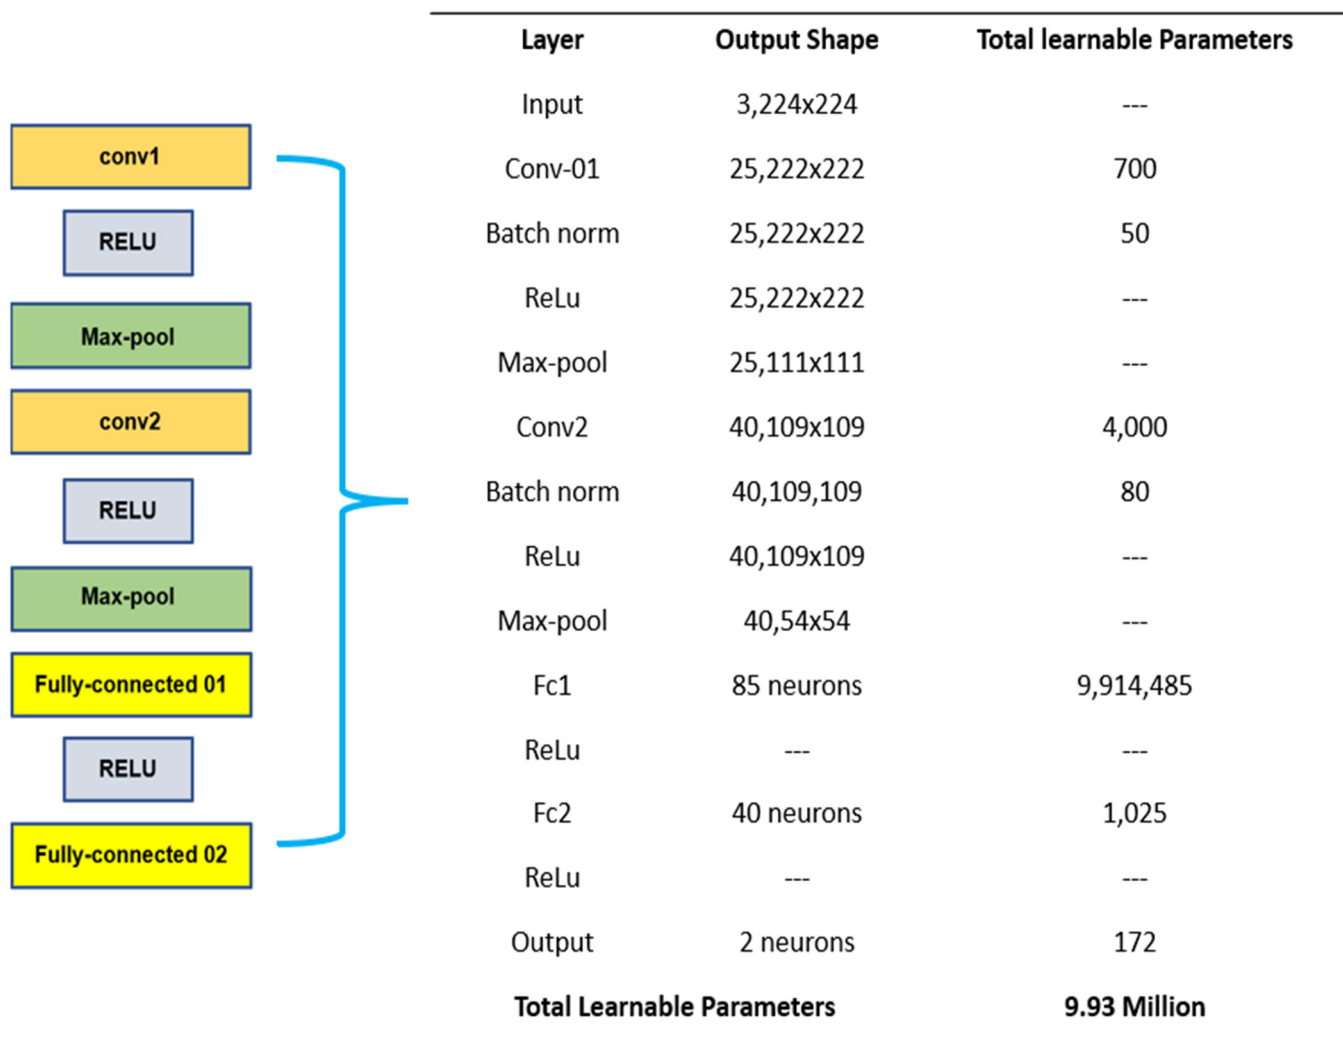 conv1
RELU
Max-pool
conv2
RELU
Max-pool
Fully-connected 01
RELU
Fully-connected 02
Layer Output Shape Total learnable Parameters
Input 3,224x224 ---
Conv-01 25,222x222 700
Batch norm 25,222x222 50
ReLu 25,222x222 ---
Max-pool 25,111x111 ---
Conv2 40,109x109 4,000
Batch norm 40,109,109 80
ReLu 40,109x109 ---
Max-pool 40,54x54 ---
Fc1 85 neurons 9,914,485
ReLu --- ---
Fc2 40 neurons 1,025
ReLu --- ---
Output 2 neurons 172
Total Learnable Parameters 9.93 Million